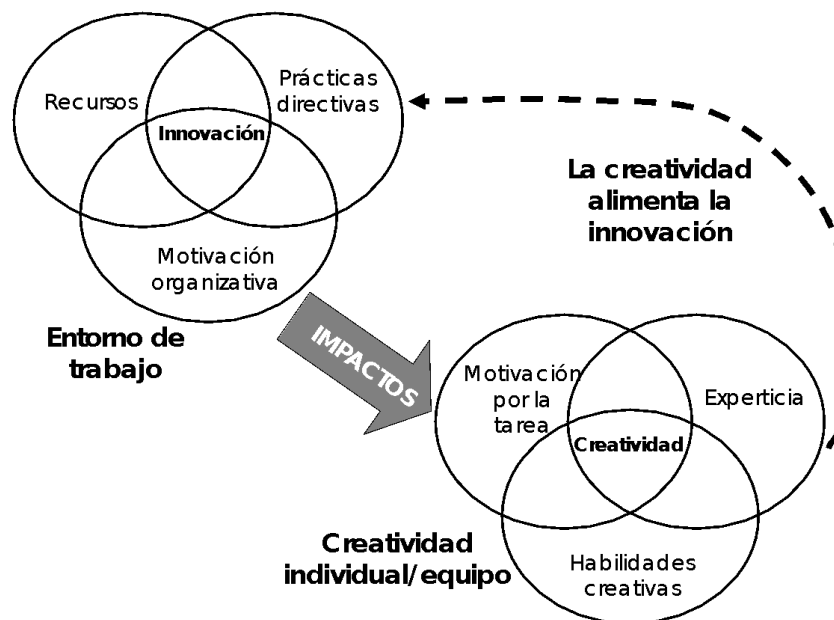 Recursos
Prácticas
directivas
Innovación
Motivación
organizativa
Entorno de
trabajo
La creatividad
alimenta la
innovación
IMPACTOS
Motivación
por la
tarea
Experticia
Creatividad
Habilidades
creativas
Creatividad
individual/equipo